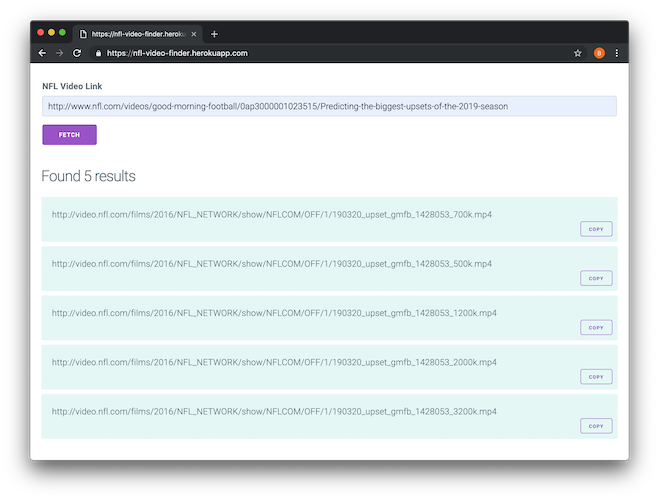 https://nfl-video-finder.heroku
https://nfl-video-finder.herokuapp.com
B
NFL Video Link
http://www.nfl.com/videos/good-morning-football/0ap3000001023515/Predicting-the-biggest-upsets-of-the-2019-season
FETCH
Found 5 results
http://video.nfl.com/films/2016/NFL_NETWORK/show/NFLCOM/OFF/1/190320_upset_gmfb_1428053_700k.mp4
COPY
http://video.nfl.com/films/2016/NFL_NETWORK/show/NFLCOM/OFF/1/190320_upset_gmfb_1428053_500k.mp4
COPY
http://video.nfl.com/films/2016/NFL_NETWORK/show/NFLCOM/OFF/1/190320_upset_gmfb_1428053_1200k.mp4
COPY
http://video.nfl.com/films/2016/NFL_NETWORK/show/NFLCOM/OFF/1/190320_upset_gmfb_1428053_2000k.mp4
COPY
http://video.nfl.com/films/2016/NFL_NETWORK/show/NFLCOM/OFF/1/190320_upset_gmfb_1428053_3200k.mp4
COPY